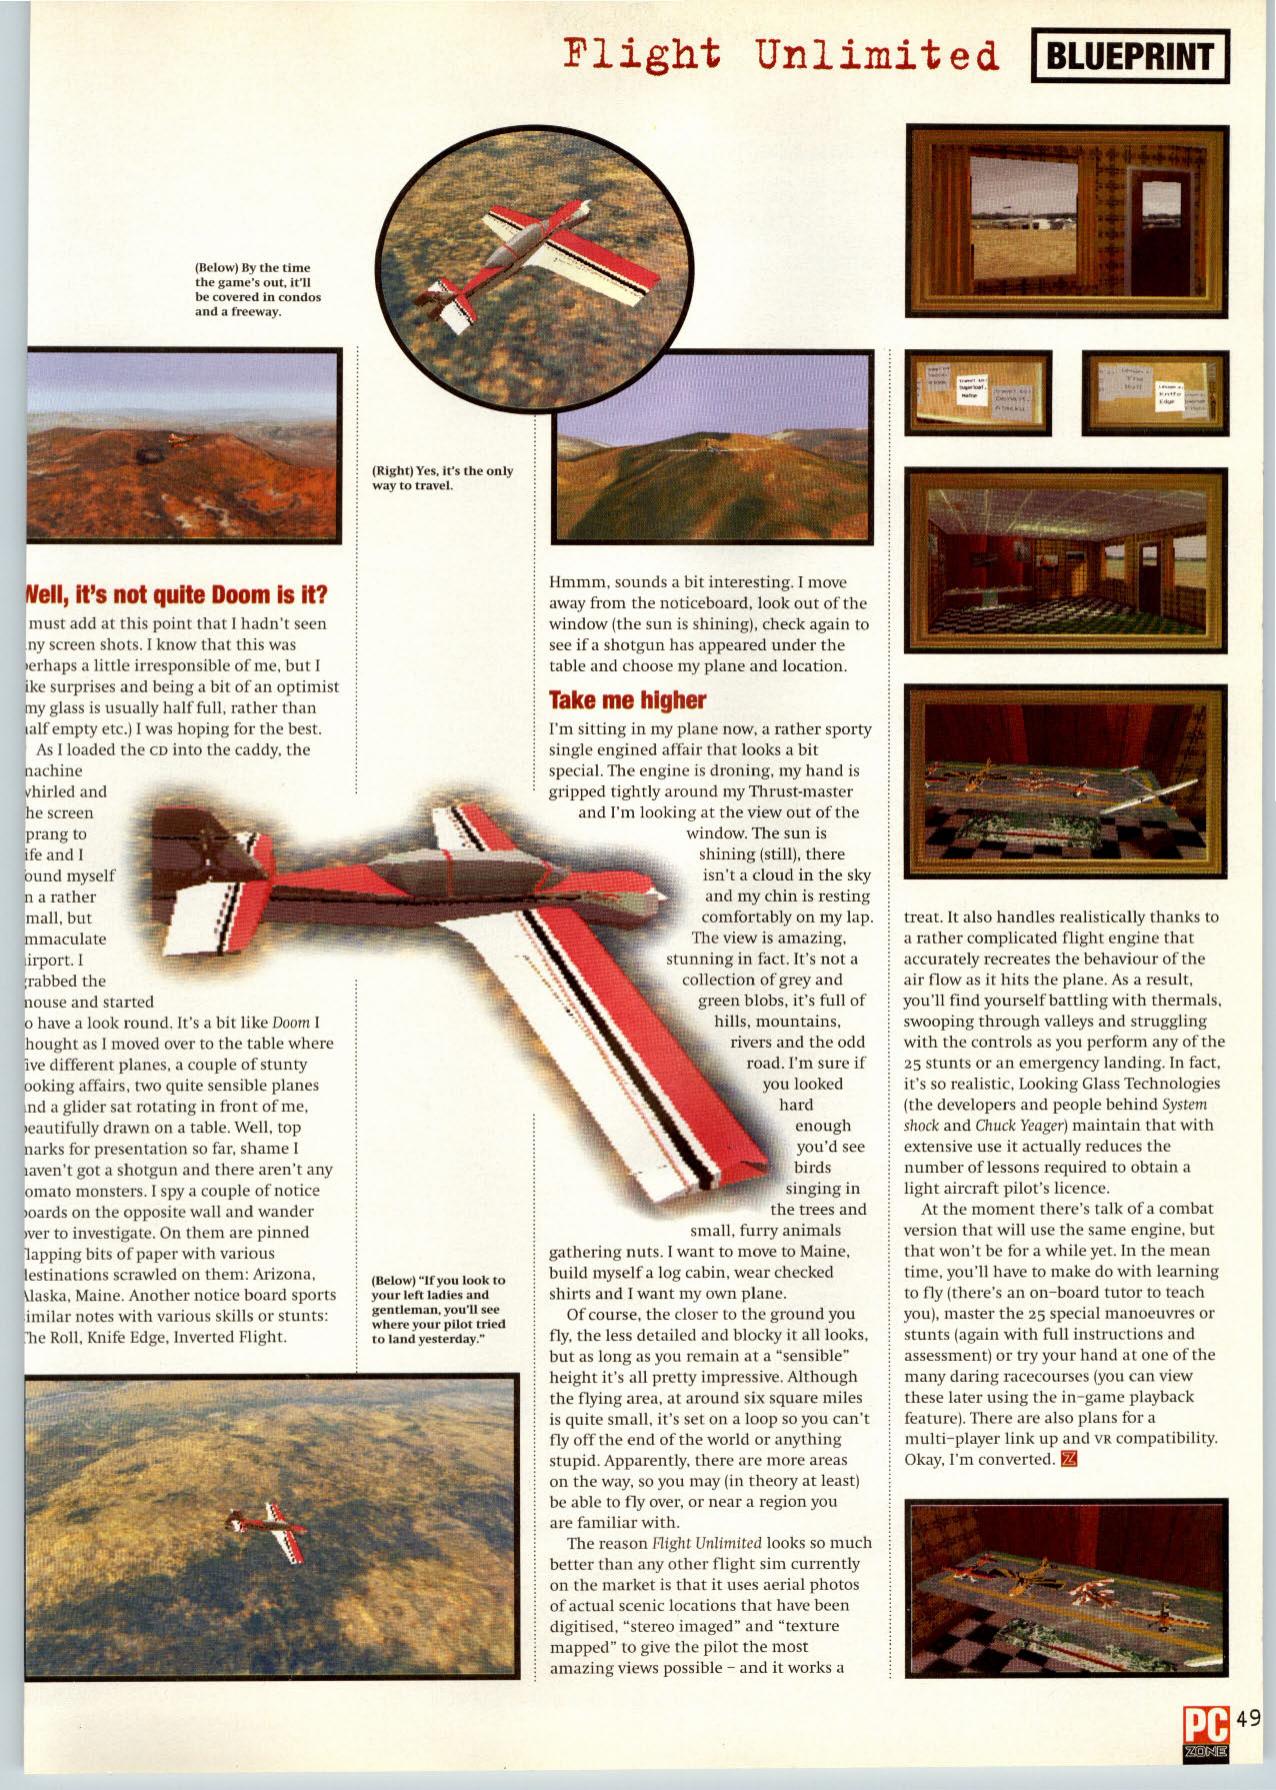 Flight Unlimited BLUEPRINT
(Below) By the time
the game's out, it'll
be covered in condos
and a freeway.
(Right) Yes, it's the only
way to travel.
Well, it's not quite Doom is it?
must add at this point that I hadn't seen
ny screen shots. I know that this was
erhaps a little irresponsible of me, but I
ike surprises and being a bit of an optimist
my glass is usually half full, rather than
alf empty etc.) I was hoping for the best.
As I loaded the CD into the caddy, the
nachine
whirled and
he screen
prang to
ife and I
ound myself
n a rather
mall, but
mmaculate
irport. I
rabbed the
nouse and started
o have a look round. It's a bit like Doom I
hought as I moved over to the table where
ive different planes, a couple of stunty
ooking affairs, two quite sensible planes
nd a glider sat rotating in front of me,
eautifully drawn on a table. Well, top
narks for presentation so far, shame I
aven't got a shotgun and there aren't any
omato monsters. I spy a couple of notice
oards on the opposite wall and wander
ver to investigate. On them are pinned
lapping bits of paper with various
lestinations scrawled on them: Arizona,
Alaska, Maine. Another notice board sports
imilar notes with various skills or stunts:
The Roll, Knife Edge, Inverted Flight.
(Below) "If you look to
your left ladies and
gentleman, you'll see
where your pilot tried
to land yesterday."
Hmmm, sounds a bit interesting. I move
away from the noticeboard, look out of the
window (the sun is shining), check again to
see if a shotgun has appeared under the
table and choose my plane and location.
Take me higher
I'm sitting in my plane now, a rather sporty
single engined affair that looks a bit
special. The engine is droning, my hand is
gripped tightly around my Thrust-master
and I'm looking at the view out of the
window. The sun is
shining (still), there
isn't a cloud in the sky
and my chin is resting
comfortably on my lap.
The view is amazing,
stunning in fact. It's not a
collection of grey and
green blobs, it's full of
hills, mountains,
rivers and the odd
road. I'm sure if
you looked
hard
enough
you'd see
birds
singing in
the trees and
small, furry animals
gathering nuts. I want to move to Maine,
build myself a log cabin, wear checked
shirts and I want my own plane.
Of course, the closer to the ground you
fly, the less detailed and blocky it all looks,
but as long as you remain at a "sensible"
height it's all pretty impressive. Although
the flying area, at around six square miles
is quite small, it's set on a loop so you can't
fly off the end of the world or anything
stupid. Apparently, there are more areas
on the way, so you may (in theory at least)
be able to fly over, or near a region you
are familiar with.
The reason Flight Unlimited looks so much
better than any other flight sim currently
on the market is that it uses aerial photos
of actual scenic locations that have been
digitised, "stereo imaged" and "texture
mapped" to give the pilot the most
amazing views possible – and it works a
Travel to:
Sugarloaf,
Maine
Lesson 4:
Knife
Edge
treat. It also handles realistically thanks to
a rather complicated flight engine that
accurately recreates the behaviour of the
air flow as it hits the plane. As a result,
you'll find yourself battling with thermals,
swooping through valleys and struggling
with the controls as you perform any of the
25 stunts or an emergency landing. In fact,
it's so realistic, Looking Glass Technologies
(the developers and people behind System
shock and Chuck Yeager) maintain that with
extensive use it actually reduces the
number of lessons required to obtain a
light aircraft pilot's licence.
At the moment there's talk of a combat
version that will use the same engine, but
that won't be for a while yet. In the mean
time, you'll have to make do with learning
to fly (there's an on-board tutor to teach
you), master the 25 special manoeuvres or
stunts (again with full instructions and
assessment) or try your hand at one of the
many daring racecourses (you can view
these later using the in-game playback
feature). There are also plans for a
multi-player link up and VR compatibility.
Okay, I'm converted. Z
PC ZONE 49